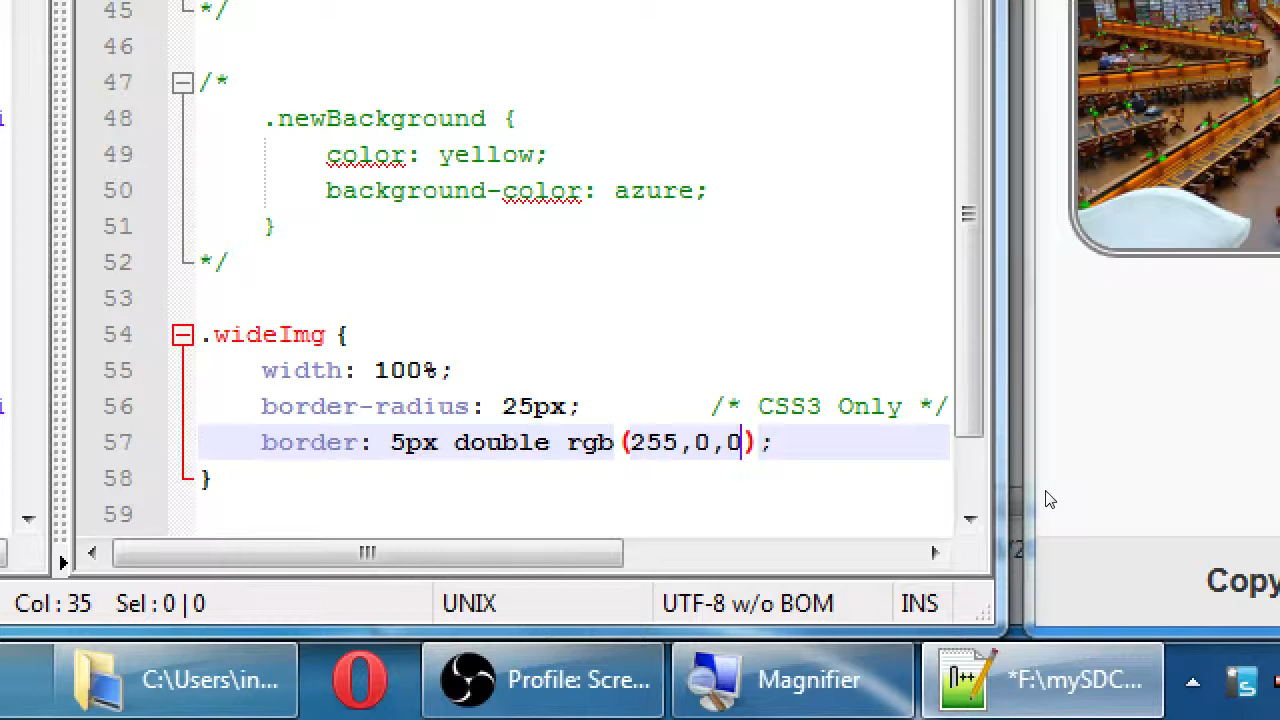 45 */
46
47 /*
48 .newBackground {
49 color: yellow;
50 background-color: azure;
51 }
52 */
53
54 .wideImg {
55 width: 100%;
56 border-radius: 25px; /* CSS3 Only */
57 border: 5px double rgb(255,0,0);
58 }
59
Col : 35 Sel : 0 | 0 UNIX UTF-8 w/o BOM INS
Copy
C:\Users\in... Profile: Scre... Magnifier *F:\mySDC...